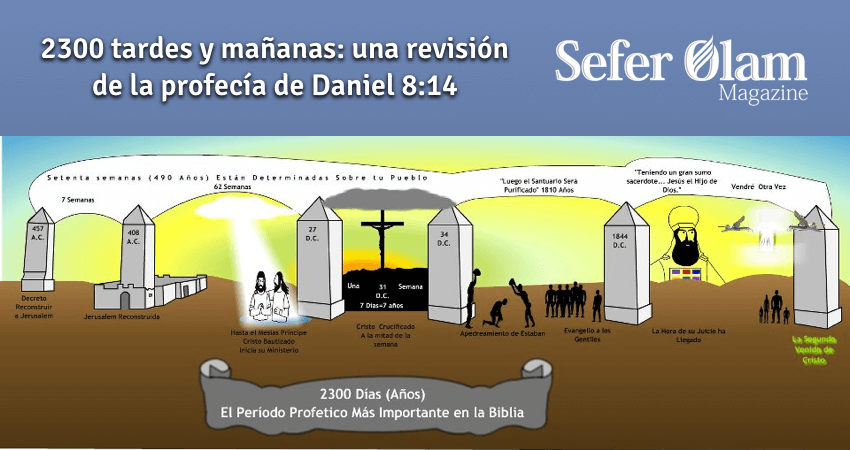 2300 tardes y mañanas: una revisión
de la profecía de Daniel 8:14
Sefer Olam
Magazine
Setenta semanas (490 Años) Están Determinadas Sobre tu Pueblo
7 Semanas
62 Semanas
"Luego el Santuario Será
Purificado" 1810 Años
"Teniendo un gran sumo
sacerdote... Jesús el Hijo de
Dios."
Vendré Otra Vez
457
A.C.
408
A.C.
27
D.C.
34
D.C.
1844
D.C.
Una 31 Semana
D.C.
7 Dias=7 años
Decreto
Reconstruir
a Jerusalem
Jerusalem Reconstruida
Hasta el Mesías Príncipe
Cristo Bautizado
Inicia su Ministerio
Cristo Crucificado
A la mitad de la
semana
Apedreamiento de Estaban
Evangelio a los
Gentiles
La Hora de su Juicio ha
Llegado
La Segunda
Venida de
Cristo
2300 Días (Años)
El Período Profetico Más Importante en la Biblia